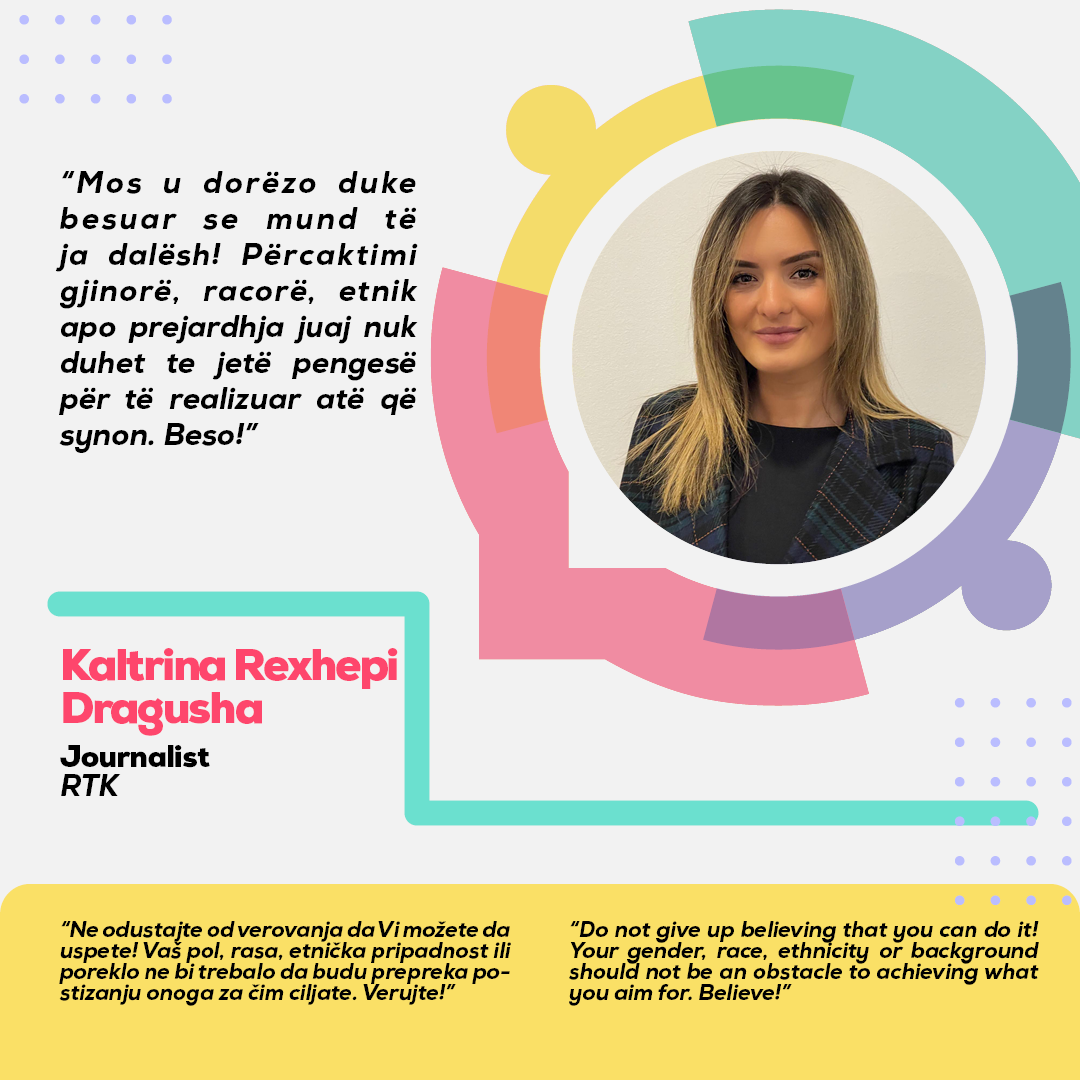 “Mos u dorëzo duke
besuar se mund të
ja dalësh! Përcaktimi
gjinorë, racorë, etnik
apo prejardhja juaj nuk
duhet te jetë pengesë
për të realizuar atë që
synon. Beso!”
Kaltrina Rexhepi
Dragusha
Journalist
RTK
“Ne odustajte od verovanja da Vi možete da
uspete! Vaš pol, rasa, etnička pripadnost ili
poreklo ne bi trebalo da budu prepreka po-
stizanju onoga za čim ciljate. Verujte!”
“Do not give up believing that you can do it!
Your gender, race, ethnicity or background
should not be an obstacle to achieving what
you aim for. Believe!”